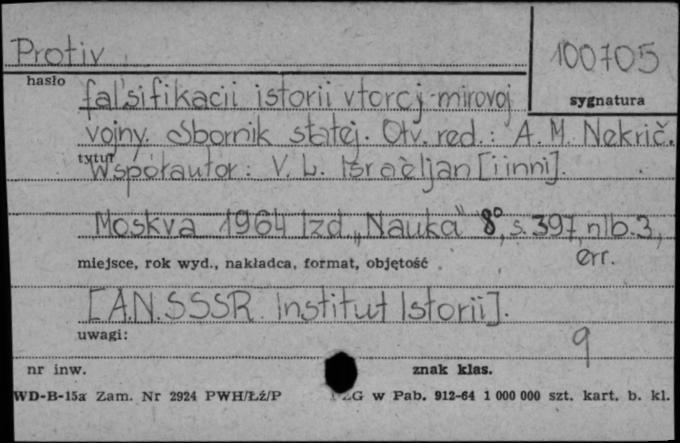 Protiv
100705
hasło
fal'sifikacii istorii vtorcj mirovoj
sygnatura
vojny. Sbornik statej. Otv. red.: A. M. Nekrič.
tytuł
Współautor: V. L. Israèljan [i inni].
Moskva 1964 Izd. „Nauka" 8°, s. 397, nlb. 3,
miejsce, rok wyd., nakładca, format, objętość
err.
[A.N. SSSR. Institut Istorii].
uwagi:
9
nr inw.
znak klas.
WD-B-15a Zam. Nr 2924 PWH/Łź/P
w Pab. 912-64 1 000 000 szt. kart. b. kl.